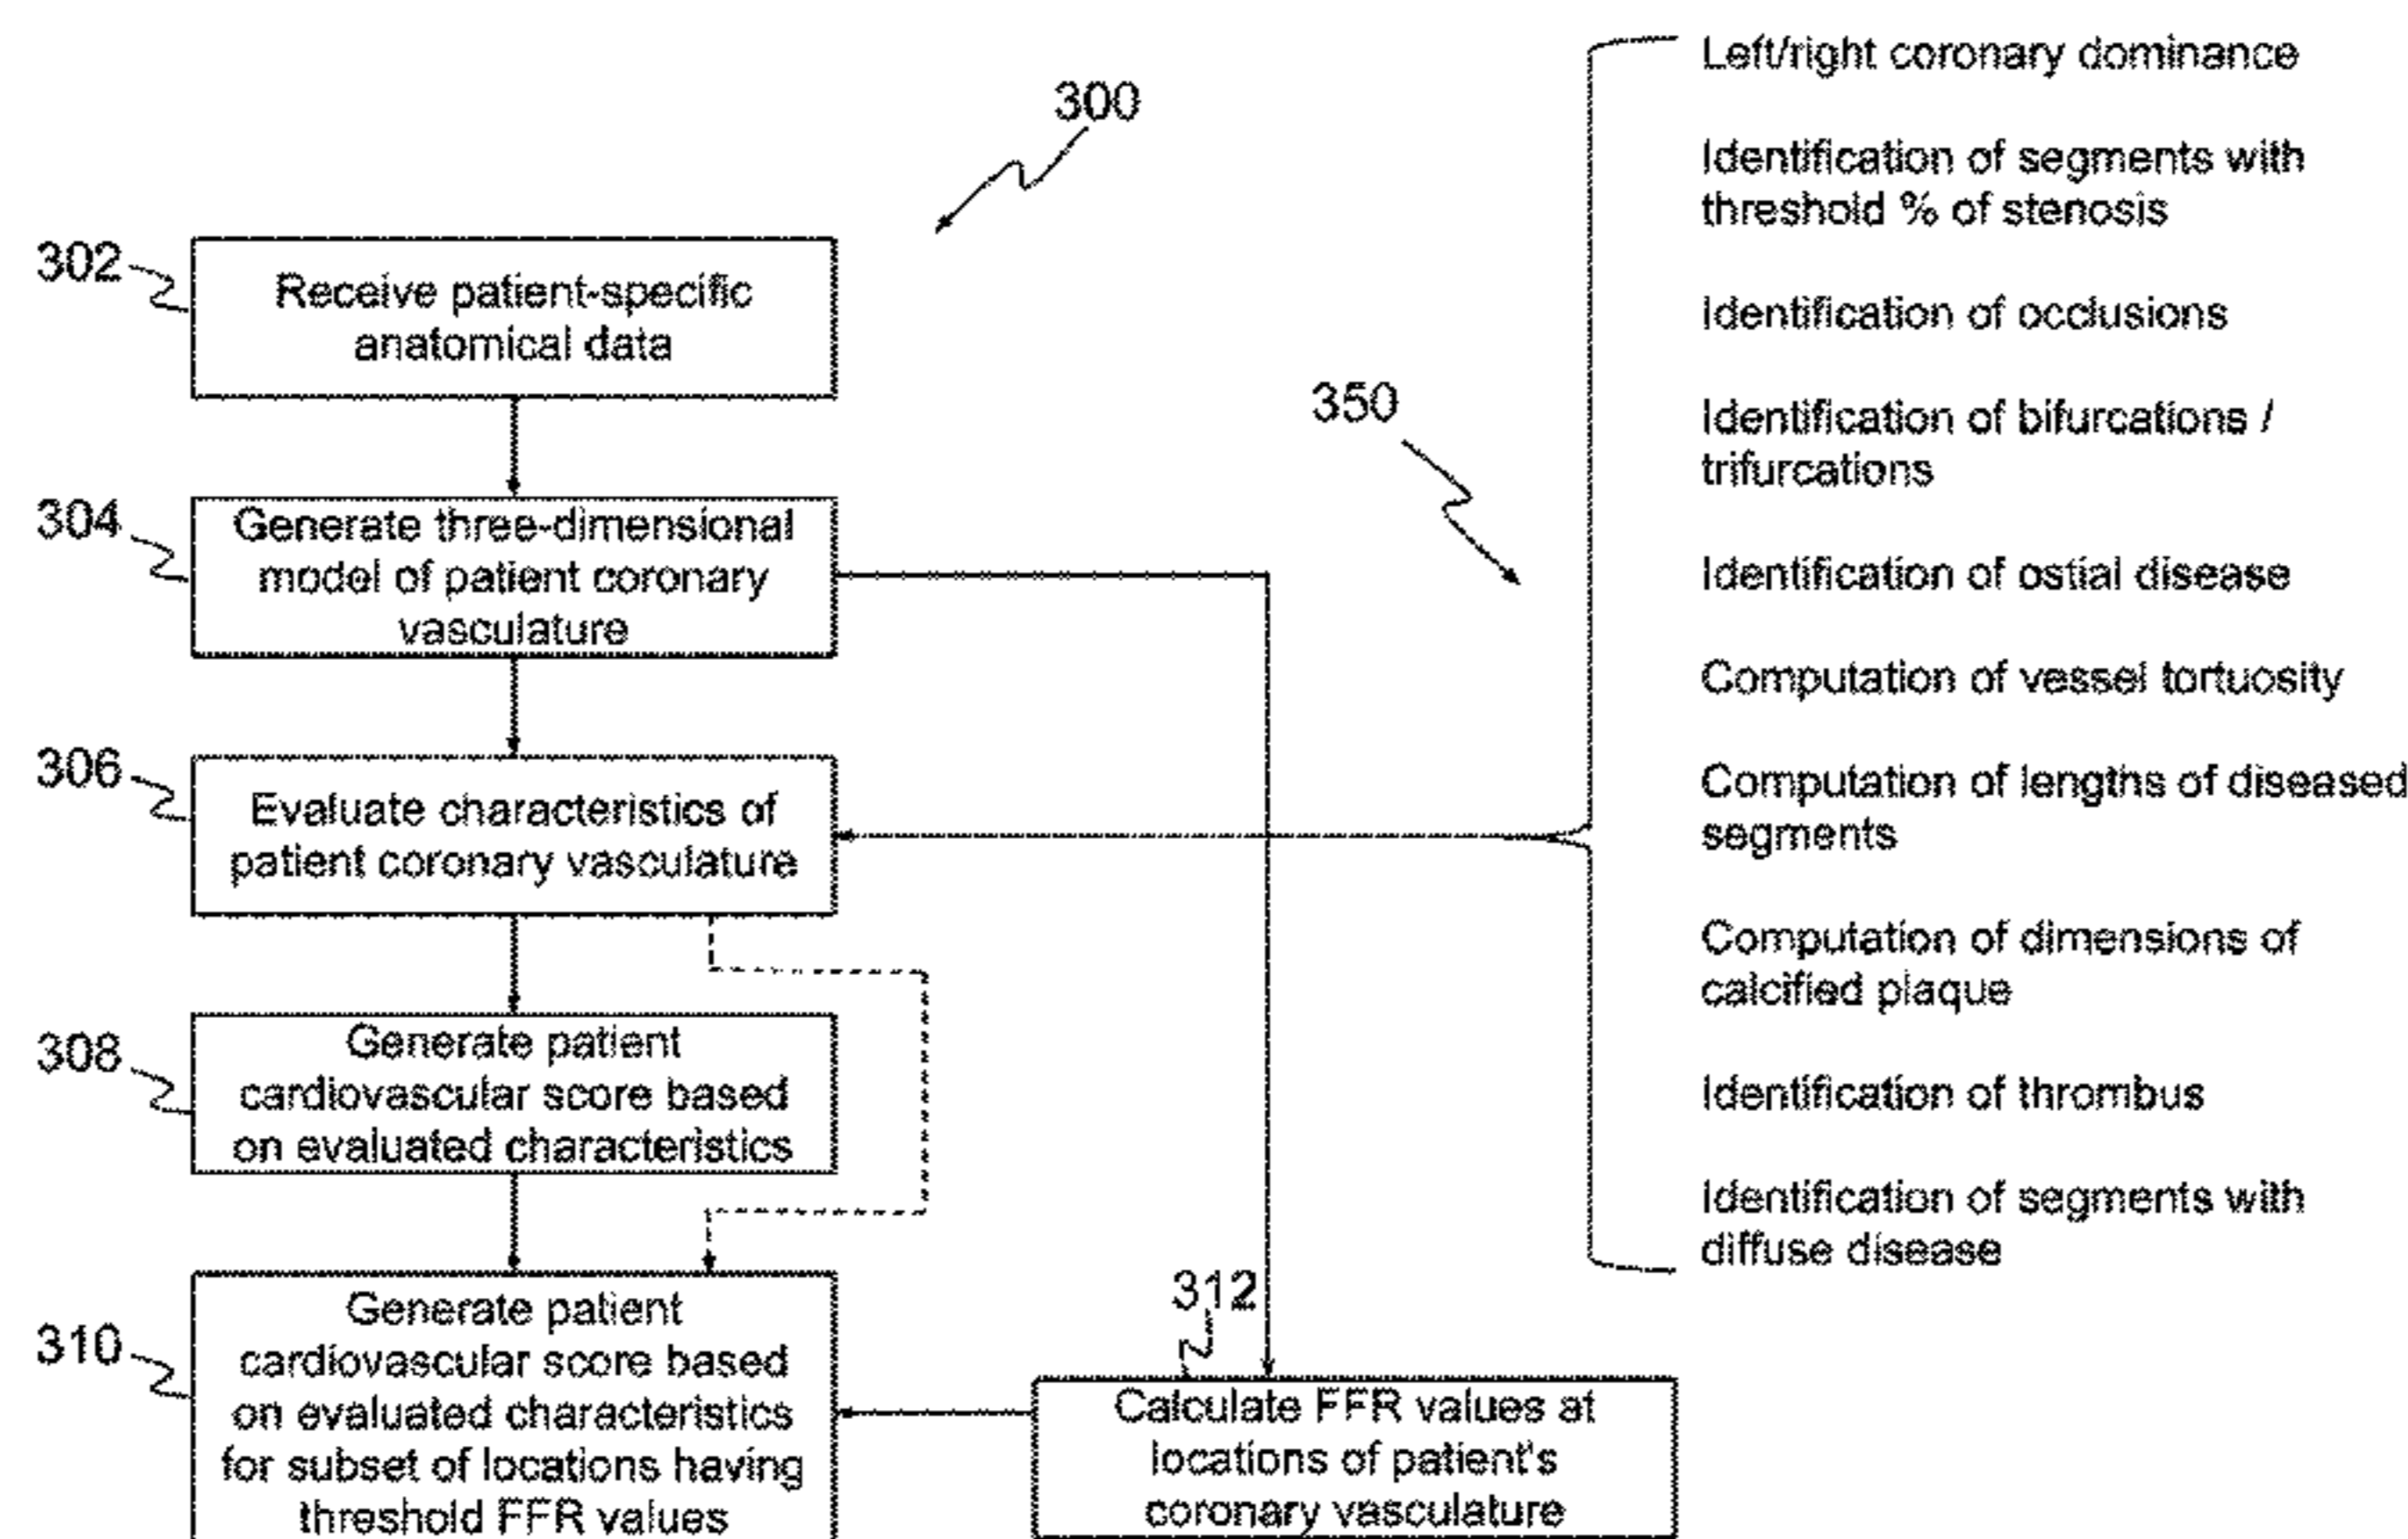 300
302
Receive patient-specific
anatomical data
304
Generate three-dimensional
model of patient coronary
vasculature
306
Evaluate characteristics of
patient coronary vasculature
308
Generate patient
cardiovascular score based
on evaluated characteristics
310
Generate patient
cardiovascular score based
on evaluated characteristics
for subset of locations having
threshold FFR values
312
Calculate FFR values at
locations of patient's
coronary vasculature
350
Left/right coronary dominance
Identification of segments with
threshold % of stenosis
Identification of occlusions
Identification of bifurcations /
trifurcations
Identification of ostial disease
Computation of vessel tortuosity
Computation of lengths of diseased
segments
Computation of dimensions of
calcified plaque
Identification of thrombus
Identification of segments with
diffuse disease